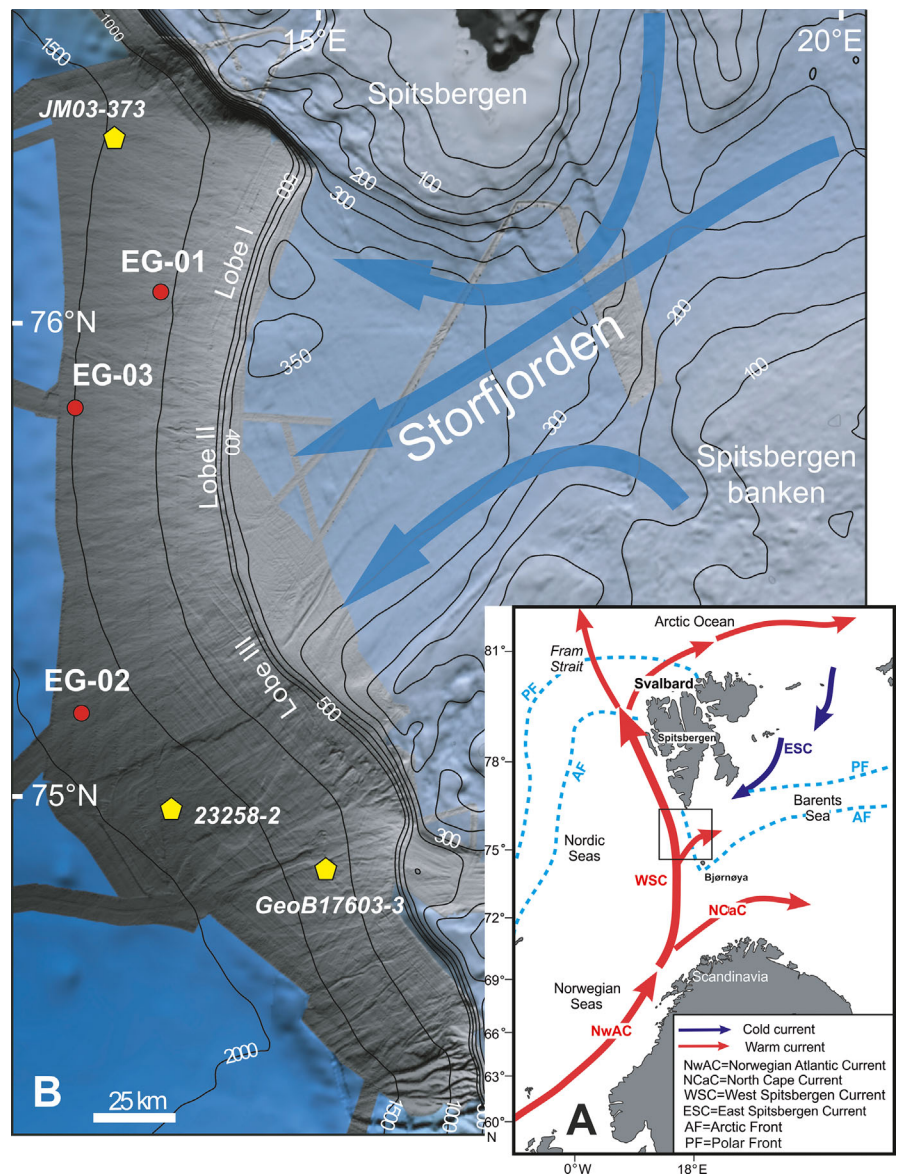 1000
15°E
20°E
1500
JM03-373
Spitsbergen
200
100
300
500
Lobe I
EG-01
76°N
200
350
EG-03
100
Storfjorden
300
400
Lobe II
Spitsbergen
banken
Lobe III
500
EG-02
75°N
23258-2
300
GeoB17603-3
2000
B
25 km
1500
1000
Arctic Ocean
81°
Fram
Strait
PF
Svalbard
Spitsbergen
ESC
AF
78°
PF
Barents
Sea
AF
Nordic
Seas
75°
WSC
Bjørnøya
NCaC
72°
Scandinavia
69°
Norwegian
Seas
NwAC
66°
63°
60°
N
A
Cold current
Warm current
NwAC=Norwegian Atlantic Current
NCaC=North Cape Current
WSC=West Spitsbergen Current
ESC=East Spitsbergen Current
AF=Arctic Front
PF=Polar Front
0°W
18°E